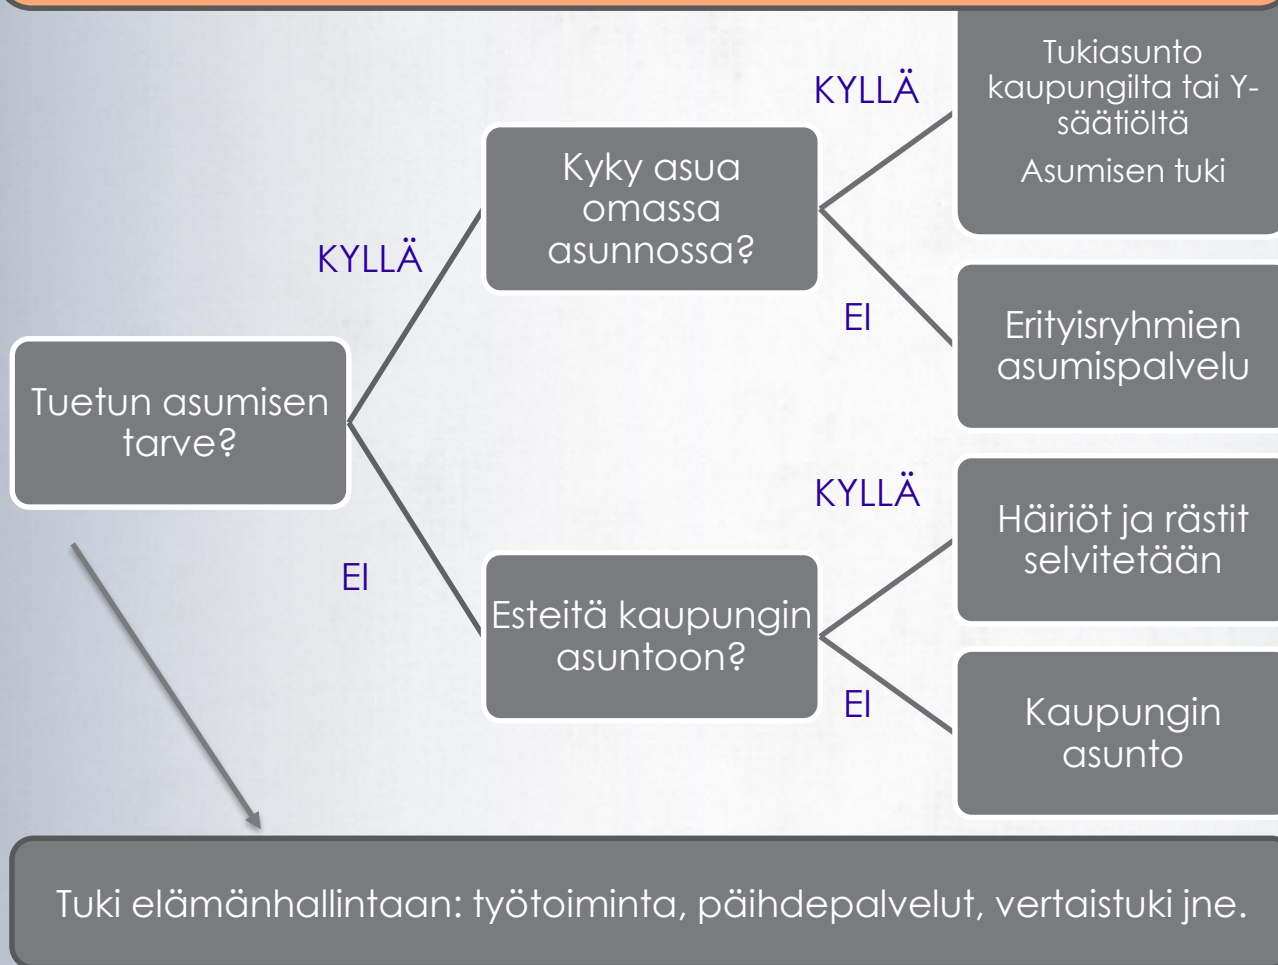 Tukiasunto
kaupungilta tai Y-
säätiöltä
Asumisen tuki
KYLLÄ
Kyky asua
omassa
asunnossa?
KYLLÄ
EI
Erityisryhmien
asumispalvelu
Tuetun asumisen
tarve?
KYLLÄ
Häiriöt ja rästit
selvitetään
EI
Esteitä kaupungin
asuntoon?
EI
Kaupungin
asunto
Tuki elämänhallintaan: työtoiminta, päihdepalvelut, vertaistuki jne.